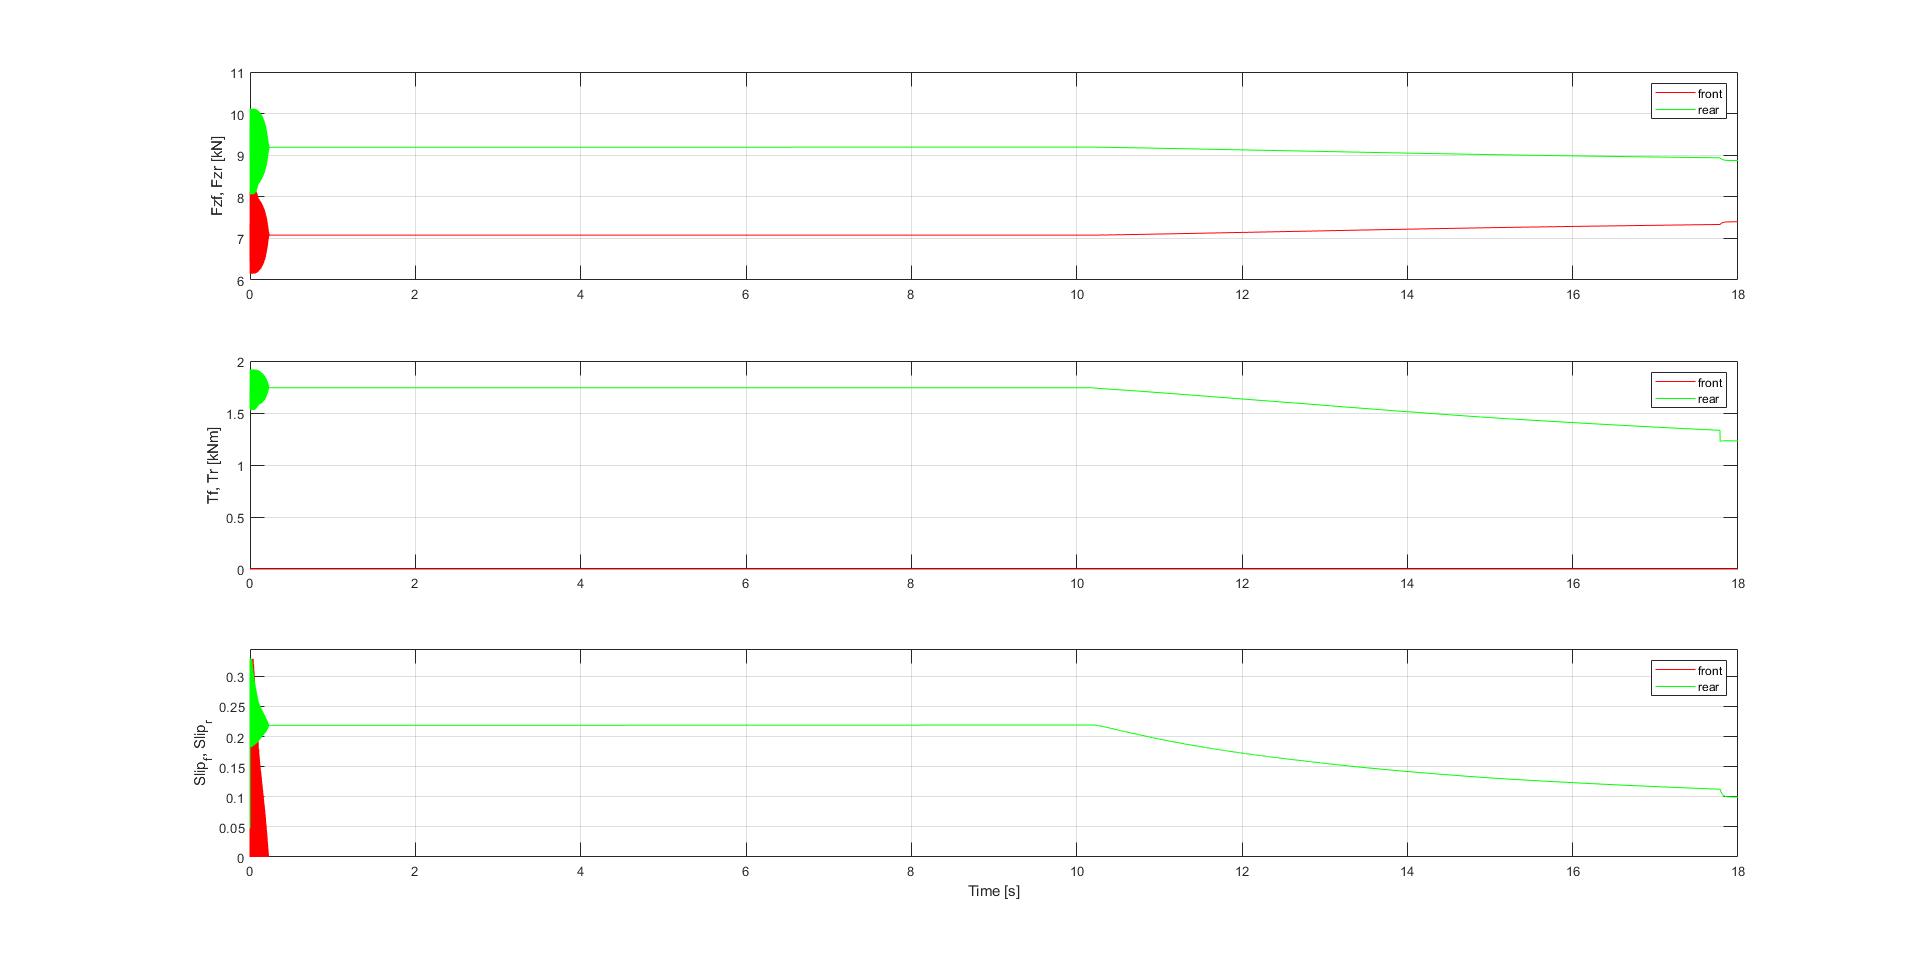 11
10
9
8
7
6
Fzf, Fzr [kN]
front
rear
0 2 4 6 8 10 12 14 16 18
2
1.5
1
0.5
0
Tf, Tr [kNm]
front
rear
0 2 4 6 8 10 12 14 16 18
0.3
0.25
0.2
0.15
0.1
0.05
0
Slip_f, Slip_r
front
rear
0 2 4 6 8 10 12 14 16 18
Time [s]